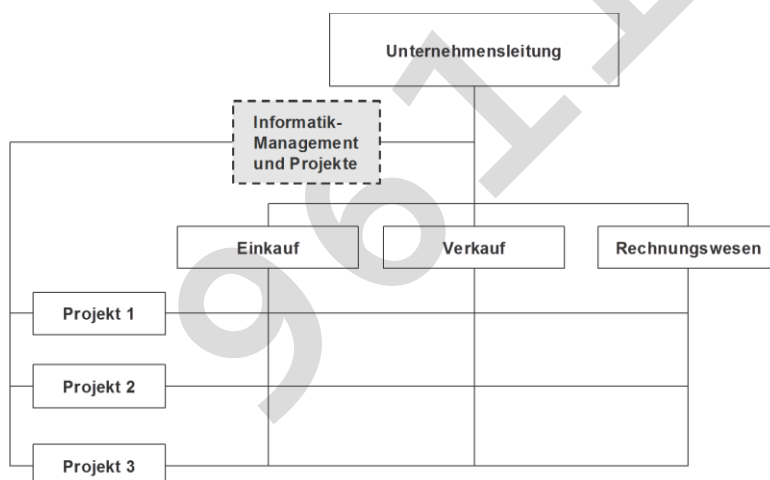 Unternehmensleitung
Informatik-
Management
und Projekte
Einkauf
Verkauf
Rechnungswesen
Projekt 1
Projekt 2
Projekt 3